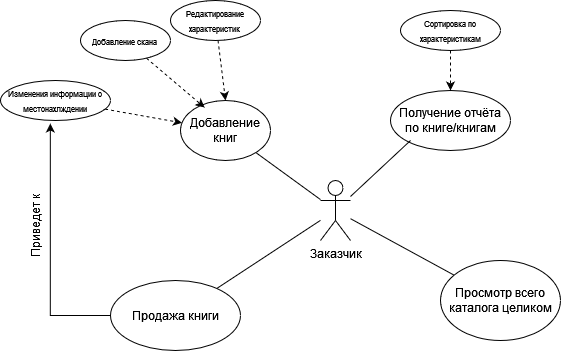 Редактирование
характеристик
Добавление скана
Сортировка по
характеристикам
Изменения информации о
местонахлждении
Добавление
книг
Получение отчёта
по книге/книгам
Приведет к
Заказчик
Продажа книги
Просмотр всего
каталога целиком